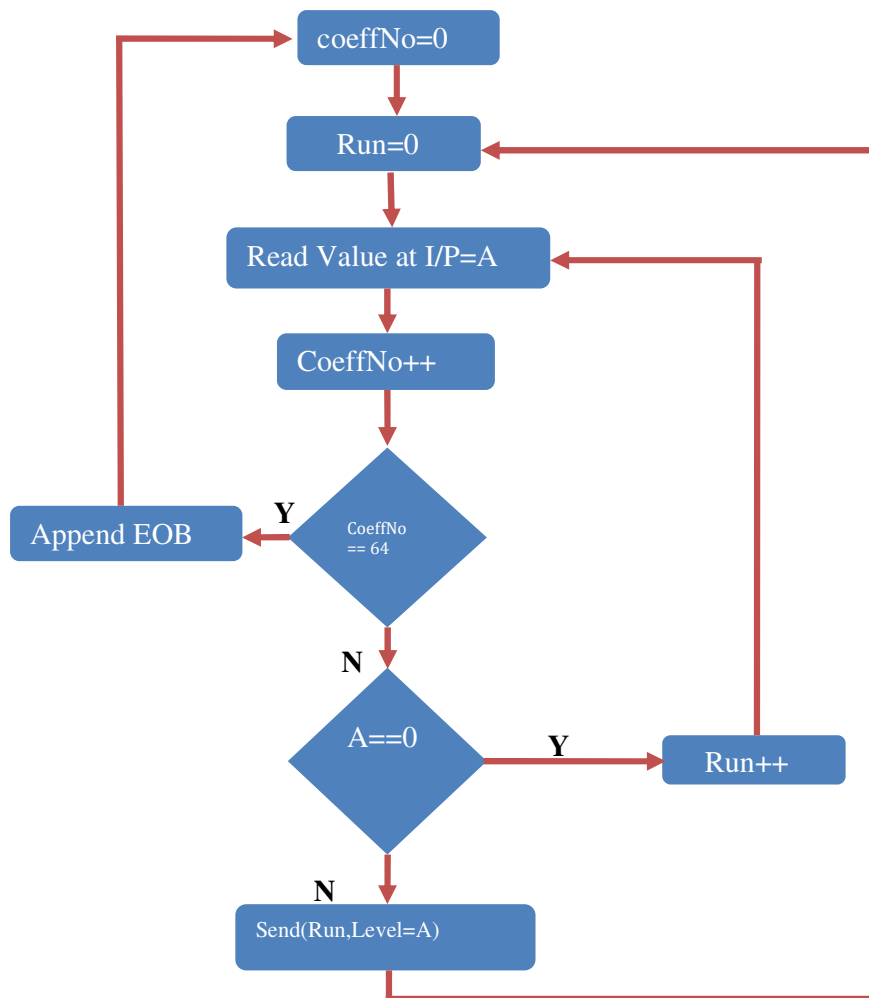 coeffNo=0
Run=0
Read Value at I/P=A
CoeffNo++
Y
CoeffNo
== 64
Append EOB
N
A==0
Y
Run++
N
Send(Run,Level=A)